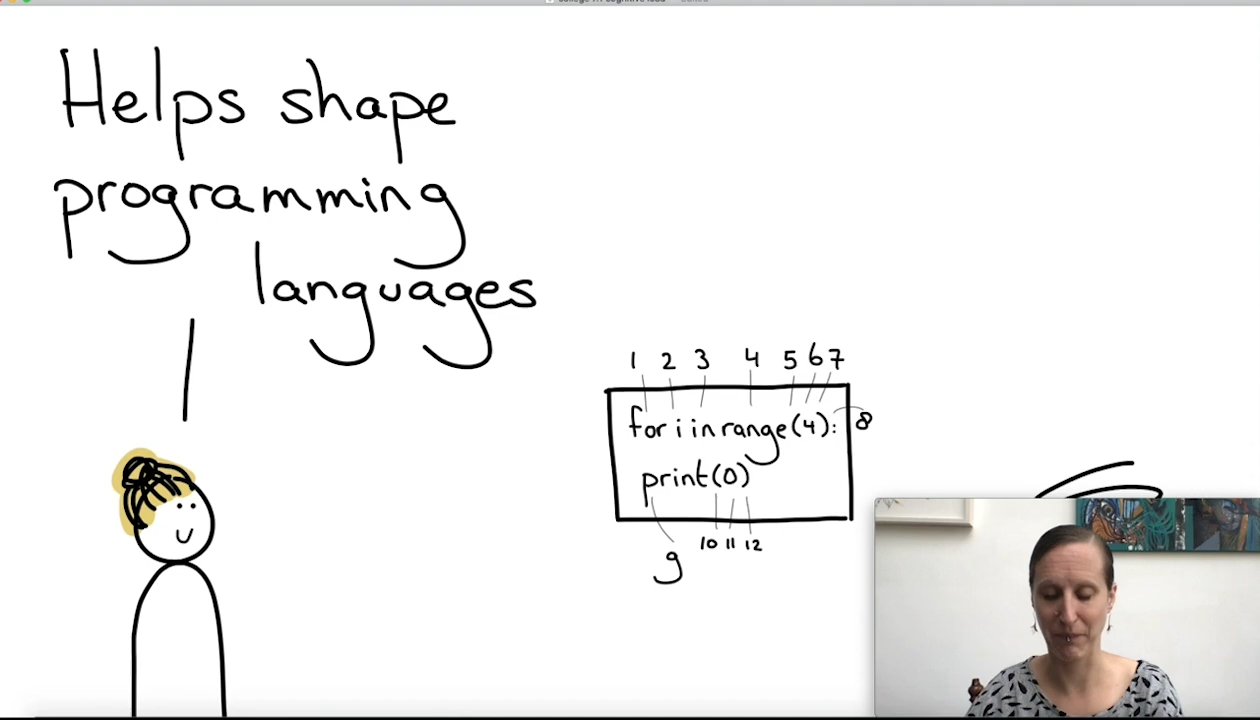 Helps shape
programming
languages
1 2 3 4 5 6 7
for i in range(4): 8
print(0)
9 10 11 12